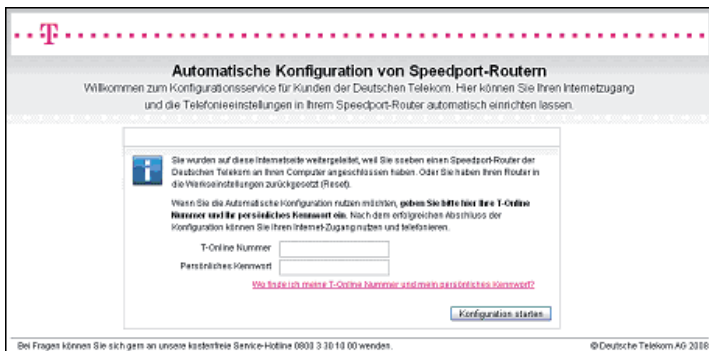 T
Automatische Konfiguration von Speedport-Routern
Willkommen zum Konfigurationsservice für Kunden der Deutschen Telekom. Hier können Sie Ihren Internetzugang
und die Telefonieeinstellungen in Ihrem Speedport-Router automatisch einrichten lassen.
i
Sie wurden auf diese Internetseite weitergeleitet, weil Sie soeben einen Speedport-Router der
Deutschen Telekom an Ihren Computer angeschlossen haben. Oder Sie haben Ihren Router in
die Werkseinstellungen zurückgesetzt (Reset).
Wenn Sie die Automatische Konfiguration nutzen möchten, geben Sie bitte hier Ihre T-Online
Nummer und Ihr persönliches Kennwort ein. Nach dem erfolgreichen Abschluss der
Konfiguration können Sie Ihren Internet-Zugang nutzen und telefonieren.
T-Online Nummer
Persönliches Kennwort
Wo finde ich meine T-Online Nummer und mein persönliches Kennwort?
Konfiguration starten
Bei Fragen können Sie sich gern an unsere kostenfreie Service-Hotline 0800 3 30 10 00 wenden.
© Deutsche Telekom AG 2008